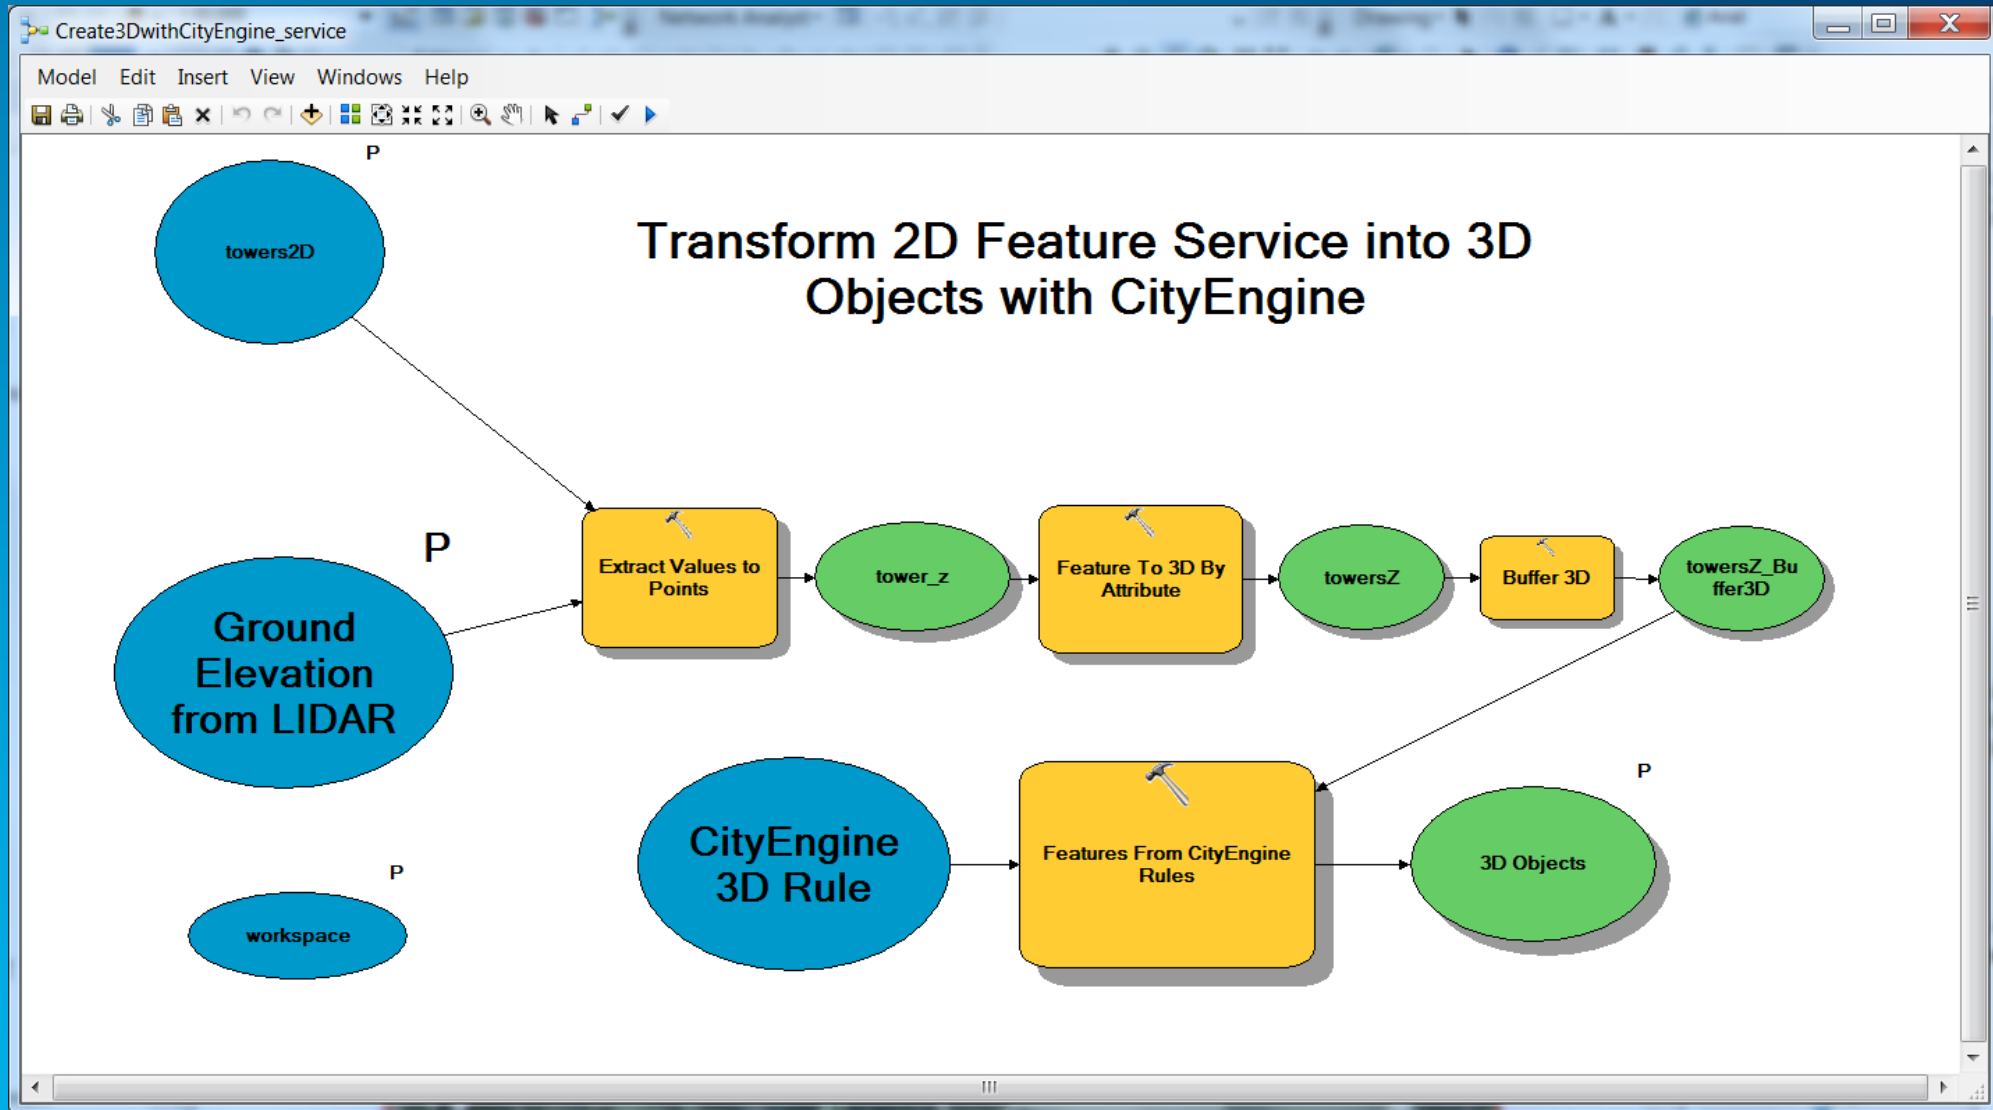 Create3DwithCityEngine_service
Model Edit Insert View Windows Help
P
towers2D
Transform 2D Feature Service into 3D
Objects with CityEngine
P
Ground
Elevation
from LIDAR
Extract Values to
Points
tower_z
Feature To 3D By
Attribute
towersZ
Buffer 3D
towersZ_Bu
ffer3D
P
workspace
CityEngine
3D Rule
Features From CityEngine
Rules
P
3D Objects